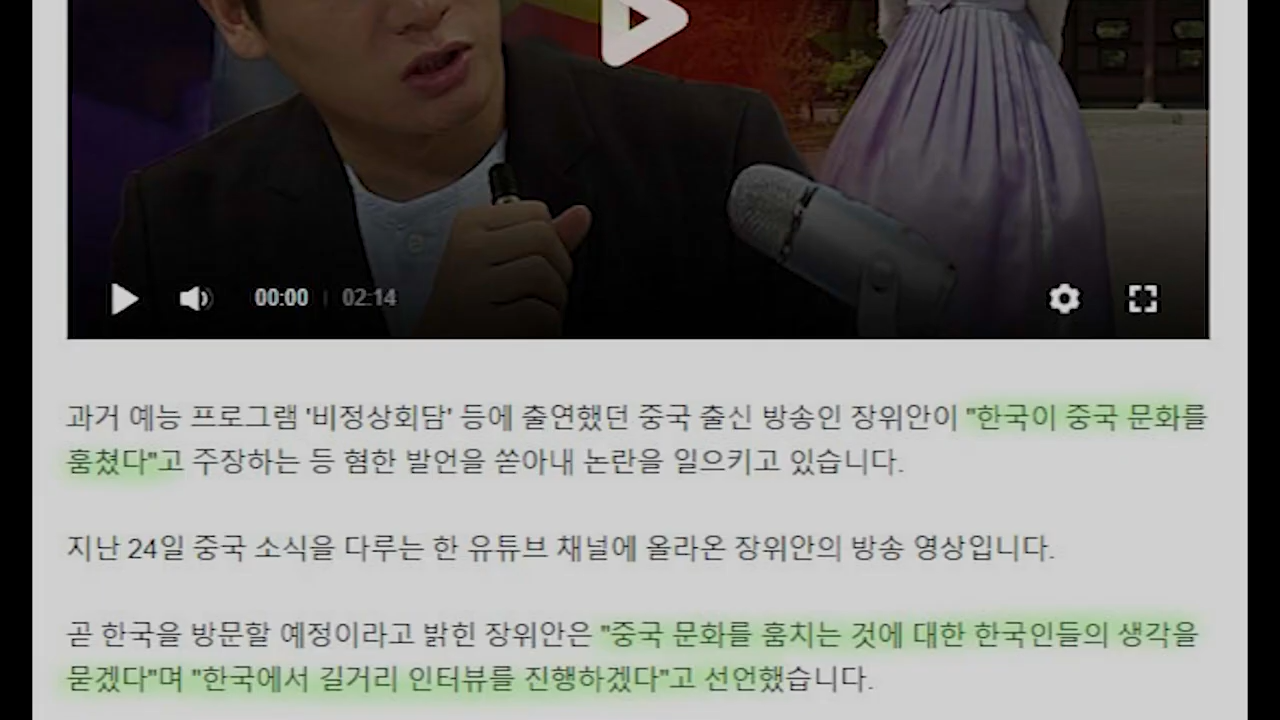 00:00 | 02:14
과거 예능 프로그램 '비정상회담' 등에 출연했던 중국 출신 방송인 장위안이 "한국이 중국 문화를
훔쳤다"고 주장하는 등 혐한 발언을 쏟아내 논란을 일으키고 있습니다.
지난 24일 중국 소식을 다루는 한 유튜브 채널에 올라온 장위안의 방송 영상입니다.
곧 한국을 방문할 예정이라고 밝힌 장위안은 "중국 문화를 훔치는 것에 대한 한국인들의 생각을
묻겠다"며 "한국에서 길거리 인터뷰를 진행하겠다"고 선언했습니다.